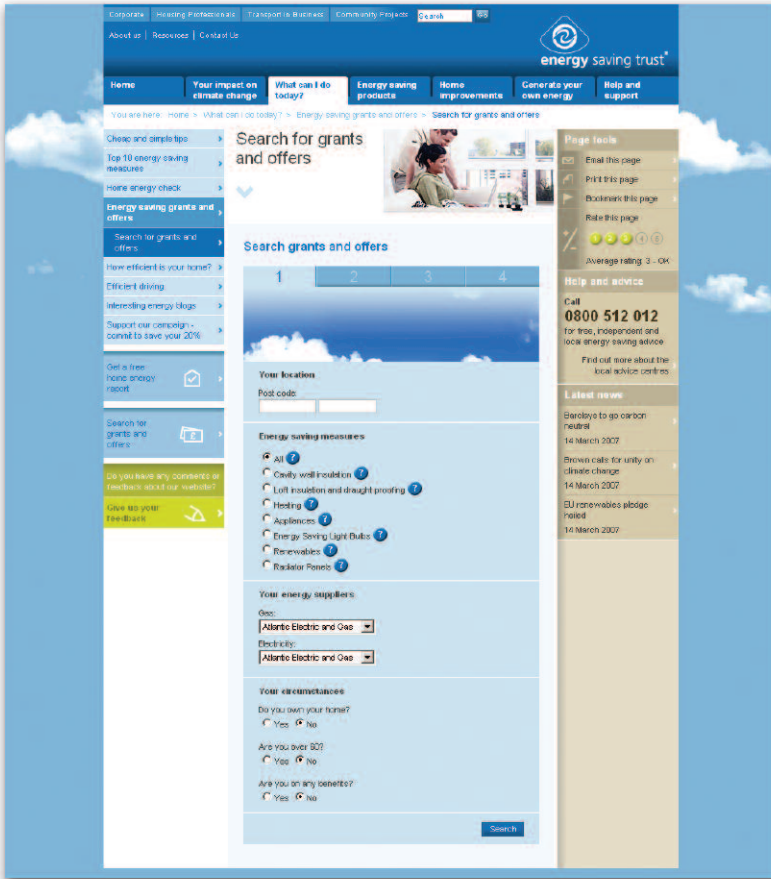 Corporate Housing Professionals Transport in Business Community Projects Search GO
About us | Resources | Contact Us
energy saving trust
Home Your impact on climate change What can I do today? Energy saving products Home improvements Generate your own energy Help and support
You are here: Home > What can I do today? > Energy saving grants and offers > Search for grants and offers
Cheap and simple tips
Top 10 energy saving
measures
Home energy check
Energy saving grants and
offers
Search for grants and
offers
How efficient is your home?
Efficient driving
Interesting energy blogs
Support our campaign -
commit to save your 20%
Get a free
home energy
report
Search for
grants and
offers
£
Do you have any comments or
feedback about our website?
Give us your
feedback
Search for grants
and offers
Search grants and offers
1 2 3 4
Your location
Post code:
Energy saving measures
All ?
Cavity wall insulation ?
Loft insulation and draught proofing ?
Heating ?
Appliances ?
Energy Saving Light Bulbs ?
Renewables ?
Radiator Panels ?
Your energy suppliers
Gas:
Atlantic Electric and Gas
Electricity:
Atlantic Electric and Gas
Your circumstances
Do you own your home?
Yes No
Are you over 60?
Yes No
Are you on any benefits?
Yes No
Search
Page tools
Email this page
Print this page
Bookmark this page
Rate this page
1 2 3 4 5
Average rating: 3 - OK
Help and advice
Call
0800 512 012
for free, independent and
local energy saving advice
Find out more about the
local advice centres
Latest news
Barclays to go carbon
neutral
14 March 2007
Brown calls for unity on
climate change
14 March 2007
EU renewables pledge
hailed
14 March 2007